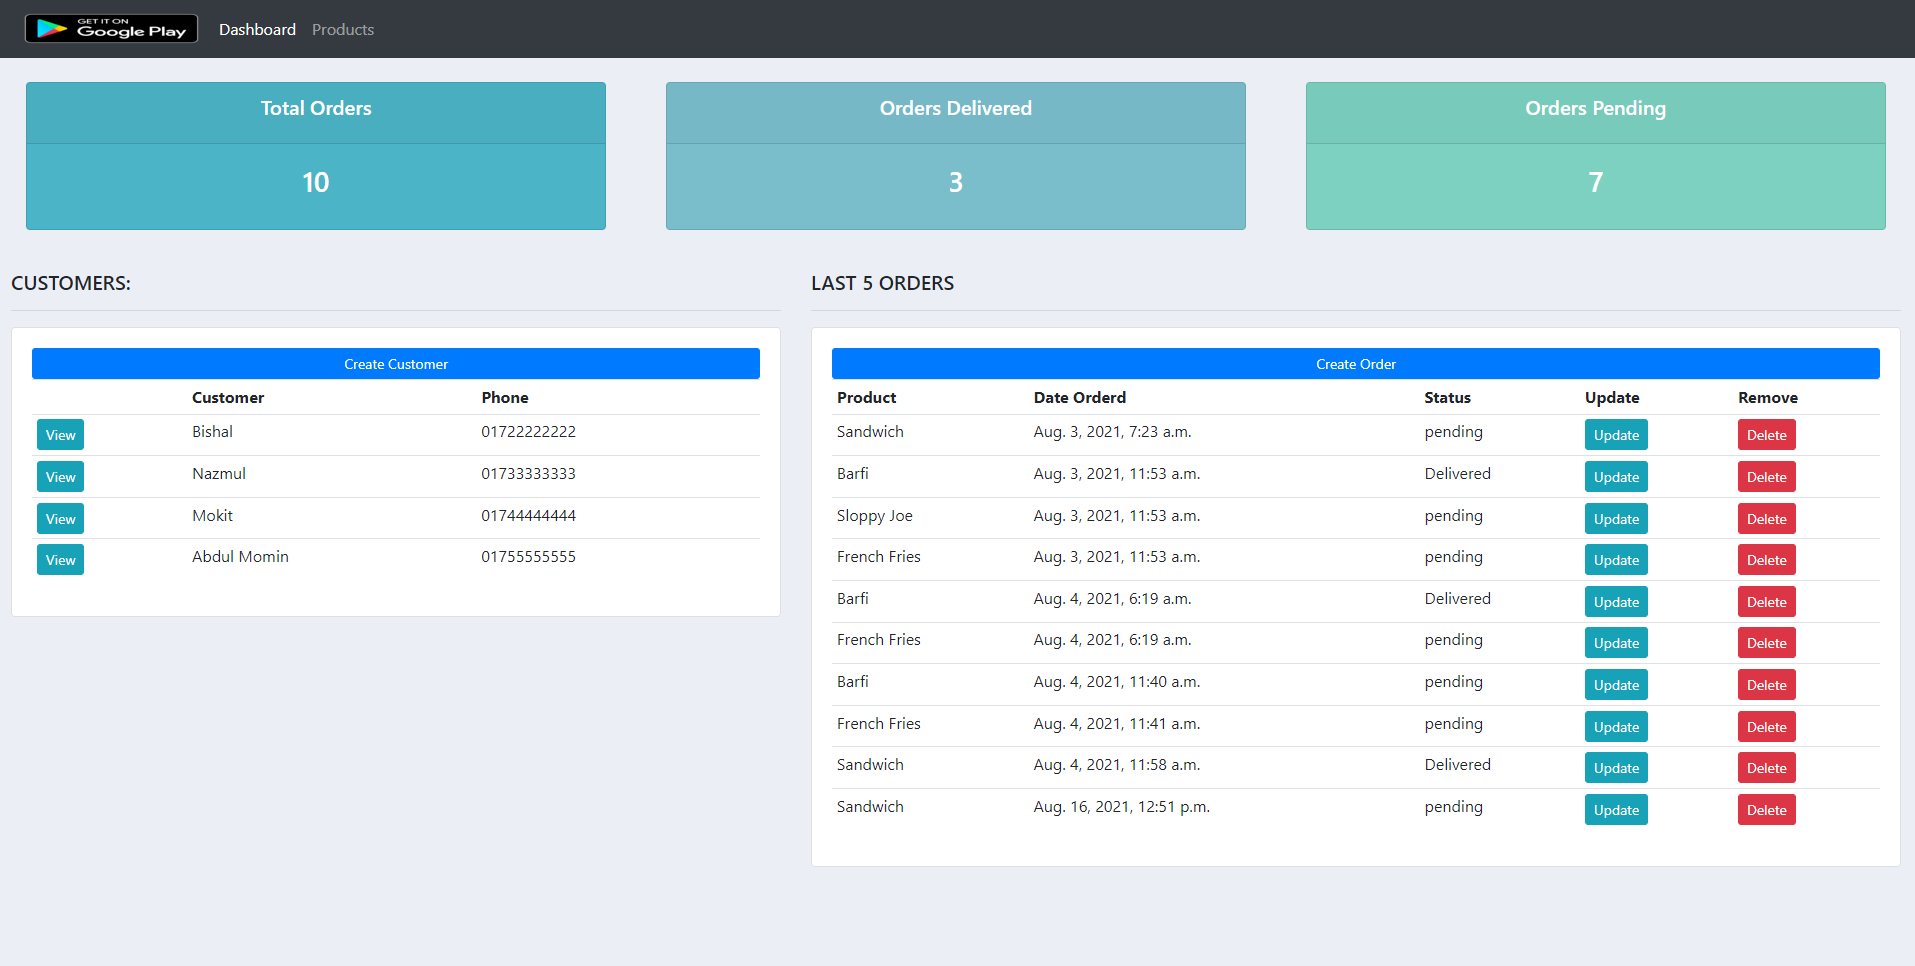 GET IT ON
Google Play
Dashboard Products
Total Orders
10
Orders Delivered
3
Orders Pending
7
CUSTOMERS:
Create Customer
Customer Phone
View Bishal 01722222222
View Nazmul 01733333333
View Mokit 01744444444
View Abdul Momin 01755555555
LAST 5 ORDERS
Create Order
Product Date Orderd Status Update Remove
Sandwich Aug. 3, 2021, 7:23 a.m. pending Update Delete
Barfi Aug. 3, 2021, 11:53 a.m. Delivered Update Delete
Sloppy Joe Aug. 3, 2021, 11:53 a.m. pending Update Delete
French Fries Aug. 3, 2021, 11:53 a.m. pending Update Delete
Barfi Aug. 4, 2021, 6:19 a.m. Delivered Update Delete
French Fries Aug. 4, 2021, 6:19 a.m. pending Update Delete
Barfi Aug. 4, 2021, 11:40 a.m. pending Update Delete
French Fries Aug. 4, 2021, 11:41 a.m. pending Update Delete
Sandwich Aug. 4, 2021, 11:58 a.m. Delivered Update Delete
Sandwich Aug. 16, 2021, 12:51 p.m. pending Update Delete